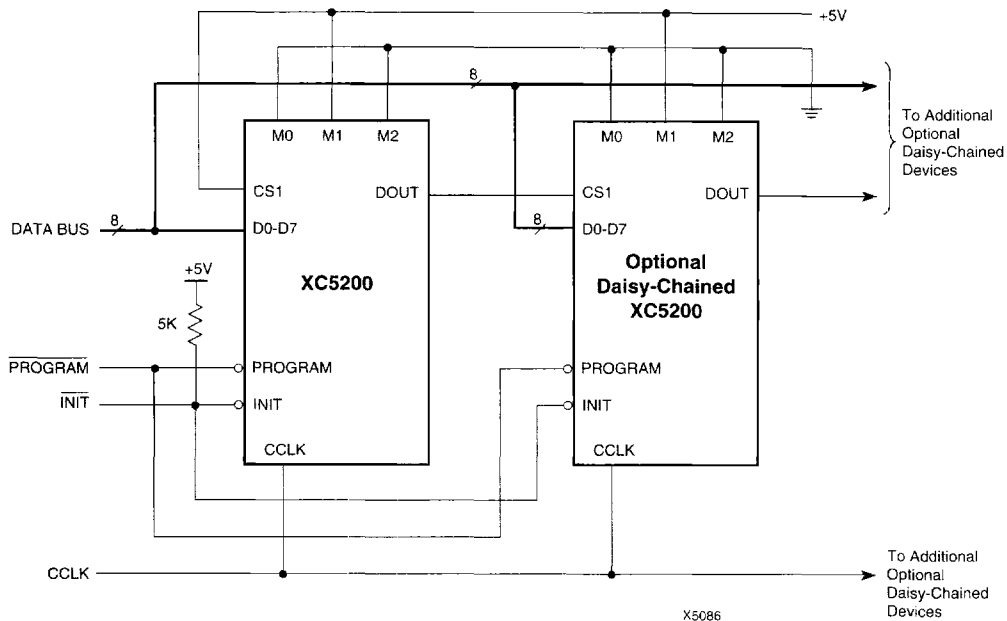 +5V
8
M0 M1 M2
M0 M1 M2
To Additional
Optional
Daisy-Chained
Devices
CS1
DOUT
CS1
DOUT
DATA BUS
8
D0-D7
8
D0-D7
+5V
XC5200
Optional
Daisy-Chained
XC5200
5K
PROGRAM
PROGRAM
PROGRAM
INIT
INIT
INIT
CCLK
CCLK
CCLK
To Additional
Optional
Daisy-Chained
Devices
X5086